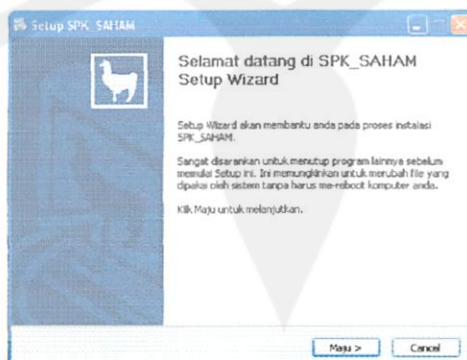 Setup SPK_SAHAM
Selamat datang di SPK_SAHAM
Setup Wizard
Setup Wizard akan membantu anda pada proses instalasi
SPK_SAHAM.
Sangat disarankan untuk menutup program lainnya sebelum
memulai Setup ini. Ini memungkinkan untuk merubah file yang
dipakai oleh sistem tanpa harus me-reboot komputer anda.
Klik Maju untuk melanjutkan.
Maju >
Cancel